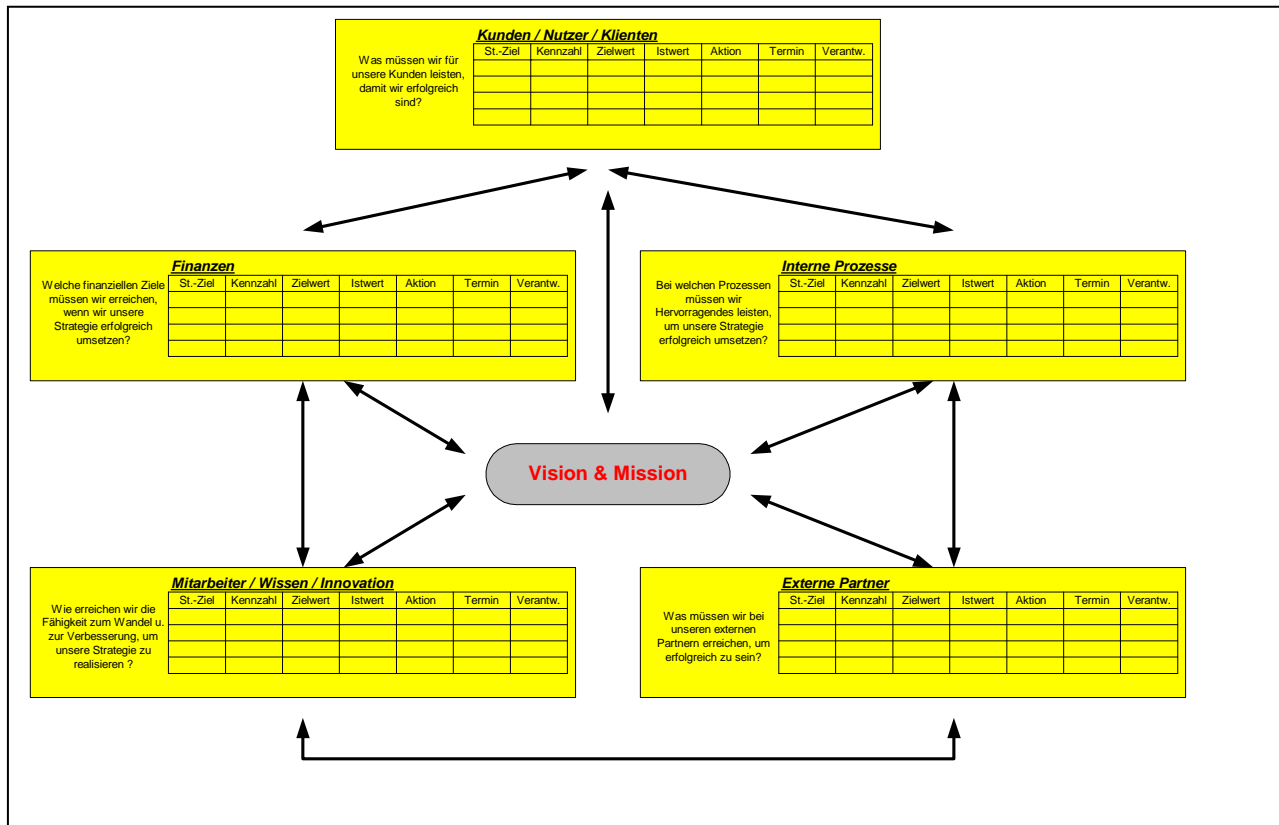 Kunden / Nutzer / Klienten
St.-Ziel Kennzahl Zielwert Istwert Aktion Termin Verantw.
Was müssen wir für
unsere Kunden leisten,
damit wir erfolgreich
sind?
Finanzen
St.-Ziel Kennzahl Zielwert Istwert Aktion Termin Verantw.
Welche finanziellen Ziele
müssen wir erreichen,
wenn wir unsere
Strategie erfolgreich
umsetzen?
Interne Prozesse
St.-Ziel Kennzahl Zielwert Istwert Aktion Termin Verantw.
Bei welchen Prozessen
müssen wir
Hervorragendes leisten,
um unsere Strategie
erfolgreich umsetzen?
Vision & Mission
Mitarbeiter / Wissen / Innovation
St.-Ziel Kennzahl Zielwert Istwert Aktion Termin Verantw.
Wie erreichen wir die
Fähigkeit zum Wandel u.
zur Verbesserung, um
unsere Strategie zu
realisieren ?
Externe Partner
St.-Ziel Kennzahl Zielwert Istwert Aktion Termin Verantw.
Was müssen wir bei
unseren externen
Partnern erreichen, um
erfolgreich zu sein?